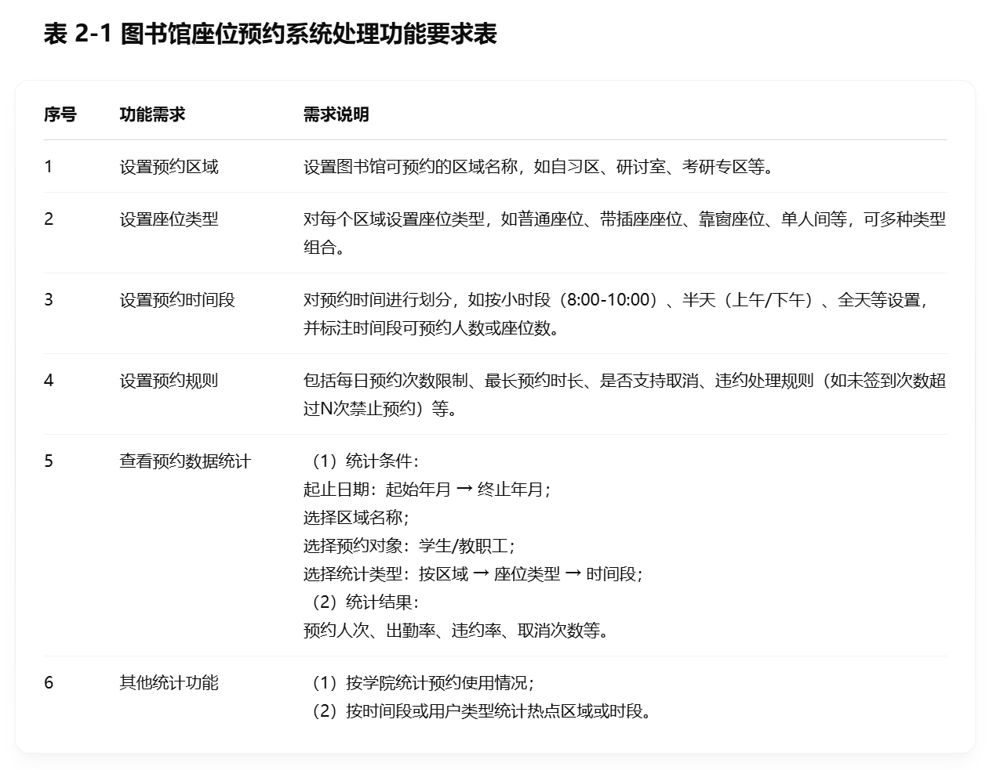 表 2-1 图书馆座位预约系统处理功能要求表
序号 功能需求 需求说明
1 设置预约区域 设置图书馆可预约的区域名称，如自习区、研讨室、考研专区等。
2 设置座位类型 对每个区域设置座位类型，如普通座位、带插座座位、靠窗座位、单人间等，可多种类型
组合。
3 设置预约时间段 对预约时间进行划分，如按小时段（8:00-10:00）、半天（上午/下午）、全天等设置，
并标注时间段可预约人数或座位数。
4 设置预约规则 包括每日预约次数限制、最长预约时长、是否支持取消、违约处理规则（如未签到次数超
过N次禁止预约）等。
5 查看预约数据统计 （1）统计条件：
起止日期：起始年月 → 终止年月；
选择区域名称；
选择预约对象：学生/教职工；
选择统计类型：按区域 → 座位类型 → 时间段；
（2）统计结果：
预约人次、出勤率、违约率、取消次数等。
6 其他统计功能 （1）按学院统计预约使用情况；
（2）按时间段或用户类型统计热点区域或时段。